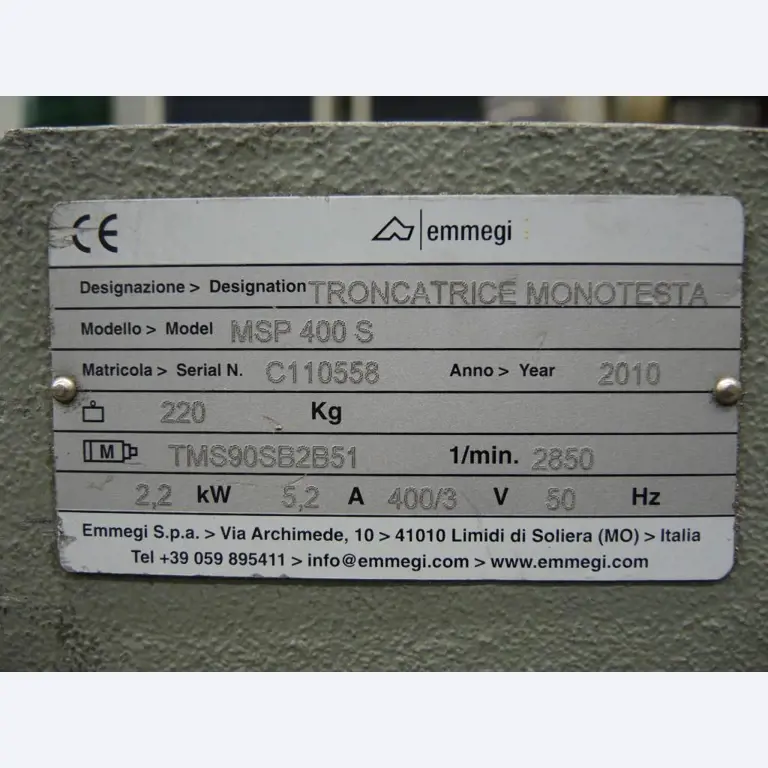 CE emmegi
Designazione > Designation TRONCATRICE MONOTESTA
Modello > Model MSP 400 S
Matricola > Serial N. C110558 Anno > Year 2010
220 Kg
M TMS90SB2B51 1/min. 2850
2,2 kW 5,2 A 400/3 V 50 Hz
Emmegi S.p.a. > Via Archimede, 10 > 41010 Limidi di Soliera (MO) > Italia
Tel +39 059 895411 > info@emmegi.com > www.emmegi.com